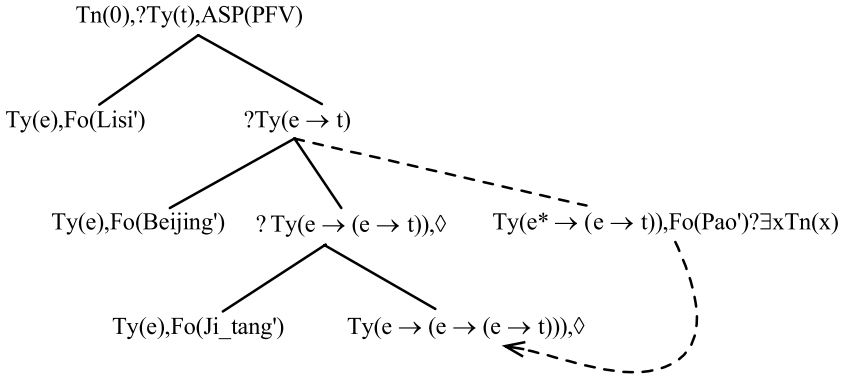 Tn(0),?Ty(t),ASP(PFV)
Ty(e),Fo(Lisi') ?Ty(e → t)
Ty(e),Fo(Beijing') ? Ty(e → (e → t)),◊ Ty(e* → (e → t)),Fo(Pao')?∃xTn(x)
Ty(e),Fo(Ji_tang') Ty(e → (e → (e → t))),◊